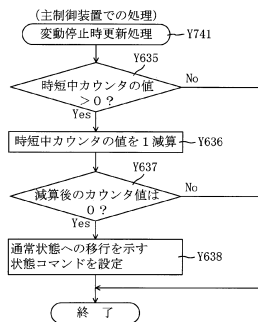 (主制御装置での処理)
変動停止時更新処理
Y741
Y635
時短中カウンタの値
>0?
No
Yes
時短中カウンタの値を1減算
Y636
Y637
減算後のカウンタ値は
0?
No
Yes
通常状態への移行を示す
状態コマンドを設定
Y638
終了